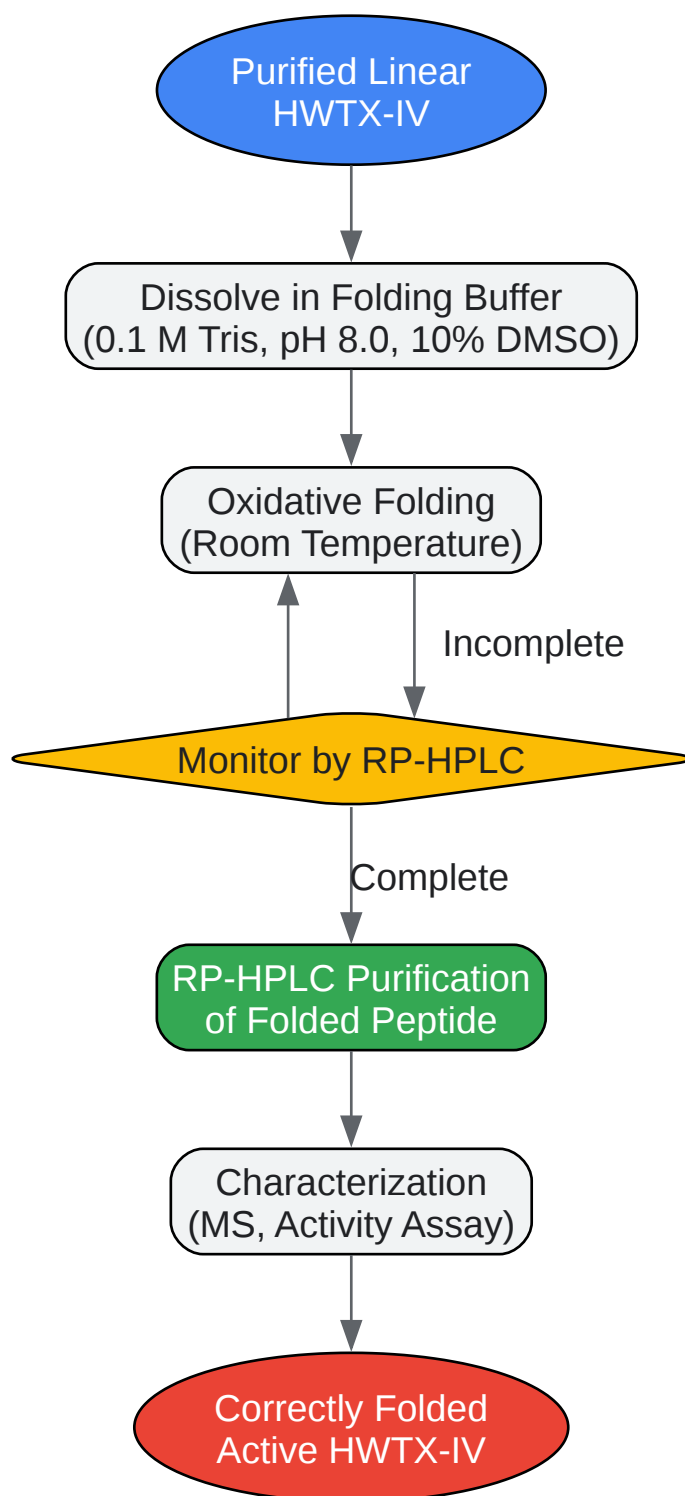 Purified Linear
HWTX-IV
Dissolve in Folding Buffer
(0.1 M Tris, pH 8.0, 10% DMSO)
Oxidative Folding
(Room Temperature)
Incomplete
Monitor by RP-HPLC
Complete
RP-HPLC Purification
of Folded Peptide
Characterization
(MS, Activity Assay)
Correctly Folded
Active HWTX-IV